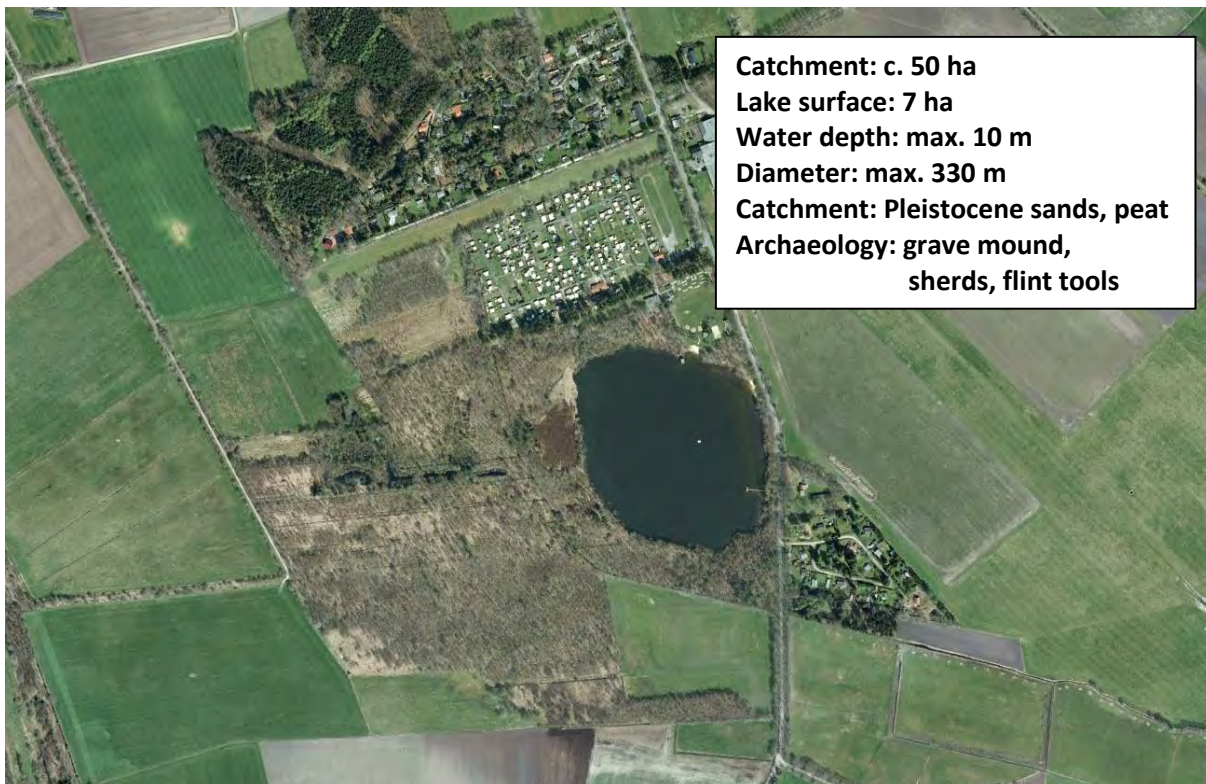 Catchment: c. 50 ha
Lake surface: 7 ha
Water depth: max. 10 m
Diameter: max. 330 m
Catchment: Pleistocene sands, peat
Archaeology: grave mound,
sherds, flint tools